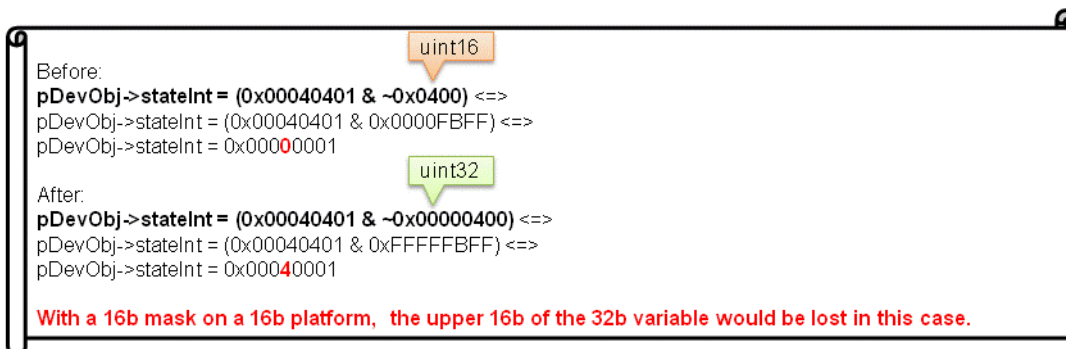 uint16
Before:
pDevObj->stateInt = (0x00040401 & ~0x0400) <=>
pDevObj->stateInt = (0x00040401 & 0x0000FBFF) <=>
pDevObj->stateInt = 0x00000001
uint32
After:
pDevObj->stateInt = (0x00040401 & ~0x00000400) <=>
pDevObj->stateInt = (0x00040401 & 0xFFFFFBFF) <=>
pDevObj->stateInt = 0x00040001
With a 16b mask on a 16b platform, the upper 16b of the 32b variable would be lost in this case.